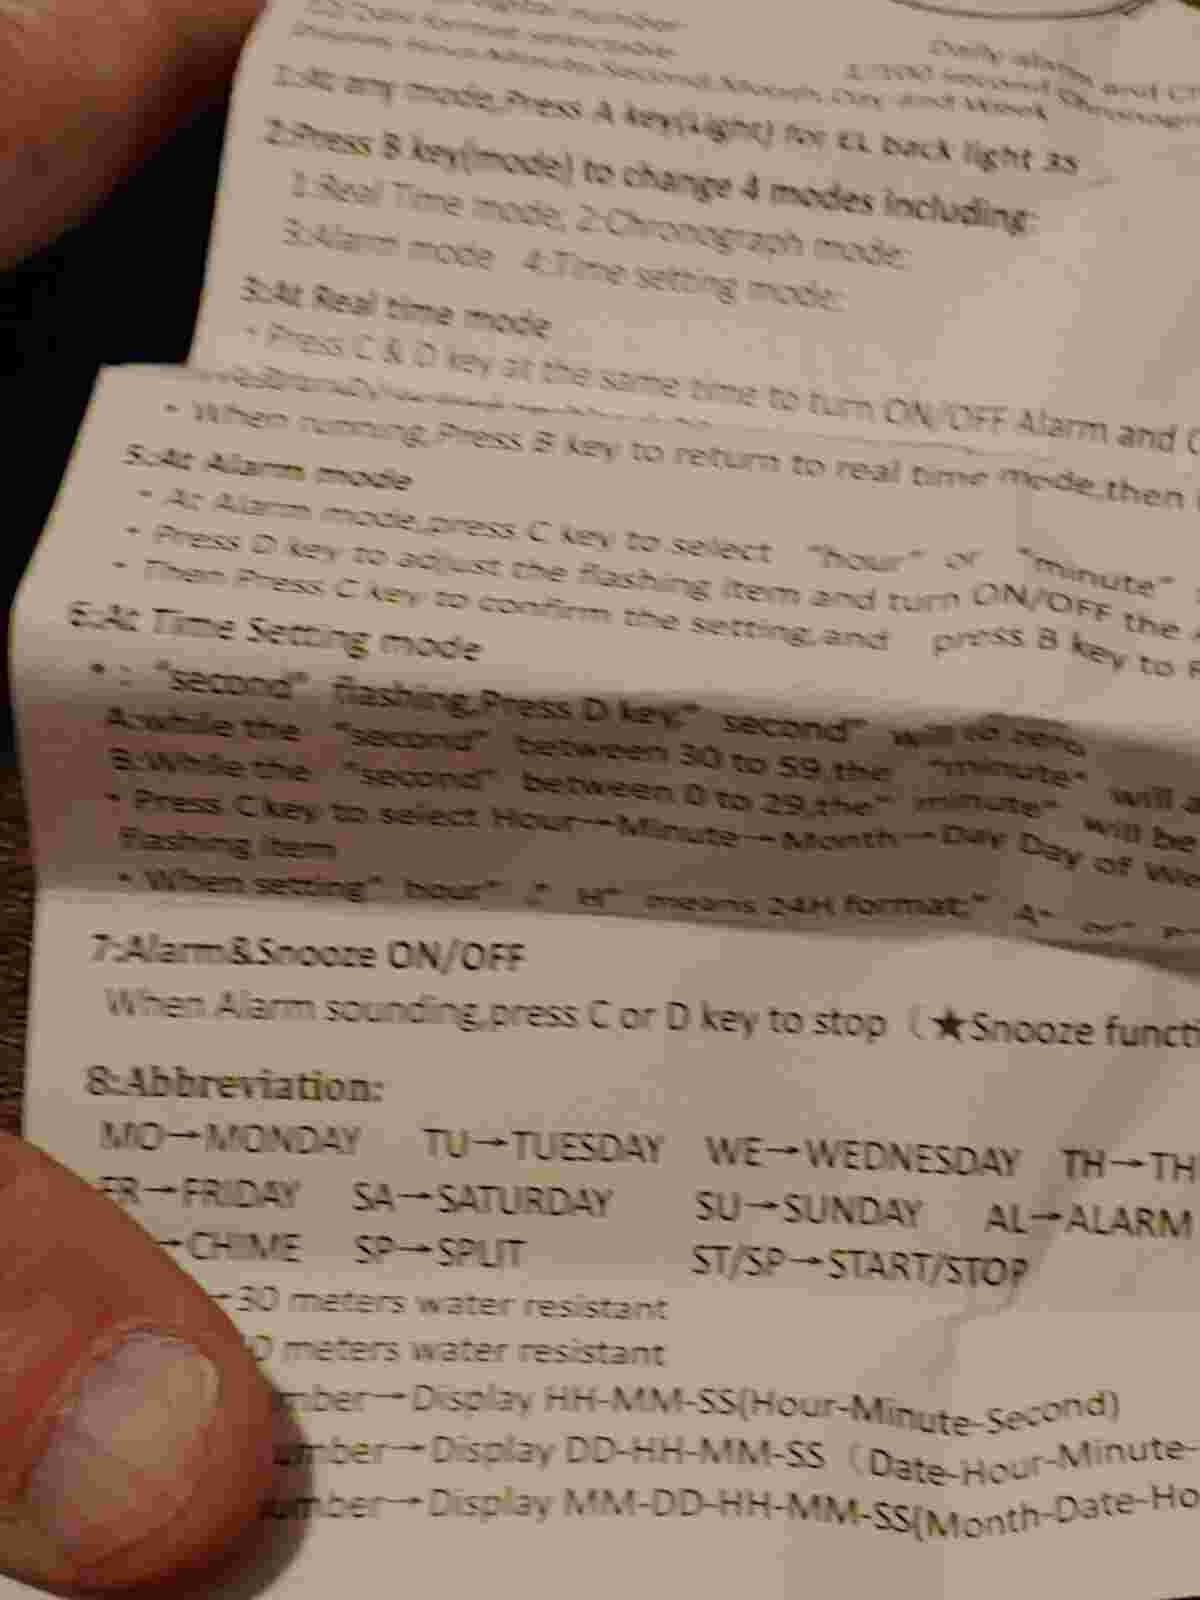 Daily alarm and
1:At any mode,Press A key(Light) for EL back light 3s
2:Press B key(mode) to change 4 modes including:
1:Real Time mode; 2:Chronograph mode:
3:Alarm mode 4:Time setting mode:
3:At Real time mode
• Press C & D key at the same time to turn ON/OFF Alarm and
• When running,Press B key to return to real time mode,then
5:At Alarm mode
• At Alarm mode,press C key to select "hour" or "minute"
• Press D key to adjust the flashing item and turn ON/OFF the
• Then Press C key to confirm the setting,and press B key to
6:At Time Setting mode
• : "second" flashing,Press D key," second" will to zero,
A:while the "second" between 30 to 59,the "minute" will
B:While the "second" between 0 to 29,the" minute" will be
• Press C key to select Hour→Minute→Month→Day Day of We
flashing item
• When setting" hour" ," H" means 24H format;" A" or"
7:Alarm&Snooze ON/OFF
When Alarm sounding,press C or D key to stop（★Snooze functi
8:Abbreviation:
MO→MONDAY TU→TUESDAY WE→WEDNESDAY TH→TH
FR→FRIDAY SA→SATURDAY SU→SUNDAY AL→ALARM
→CHIME SP→SPLIT ST/SP→START/STOP
→30 meters water resistant
0 meters water resistant
mber→Display HH-MM-SS(Hour-Minute-Second)
umber→Display DD-HH-MM-SS（Date-Hour-Minute-
umber→Display MM-DD-HH-MM-SS(Month-Date-Ho